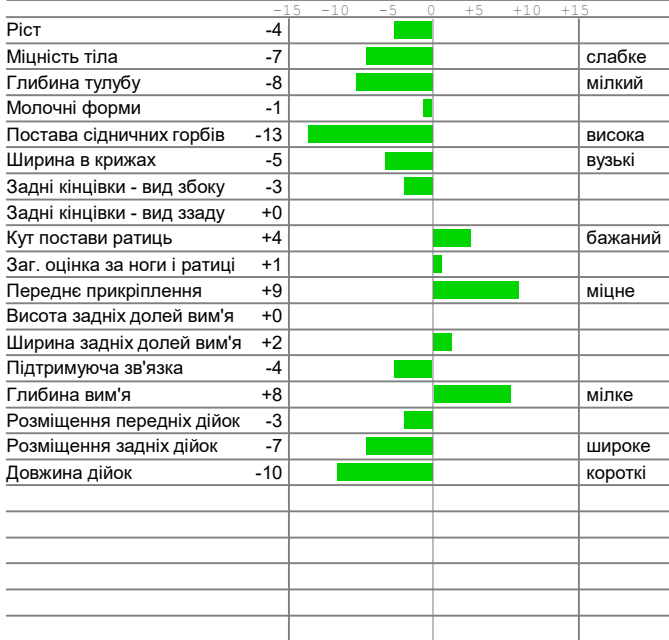 -15 -10 -5 0 +5 +10 +15
Ріст -4
Міцність тіла -7 слабке
Глибина тулубу -8 мілкий
Молочні форми -1
Постава сідничних горбів -13 висока
Ширина в крижах -5 вузькі
Задні кінцівки - вид збоку -3
Задні кінцівки - вид ззаду +0
Кут постави ратиць +4 бажаний
Заг. оцінка за ноги і ратиці +1
Переднє прикріплення +9 міцне
Висота задніх долей вим'я +0
Ширина задніх долей вим'я +2
Підтримуюча зв'язка -4
Глибина вим'я +8 мілке
Розміщення передніх дійок -3
Розміщення задніх дійок -7 широке
Довжина дійок -10 короткі